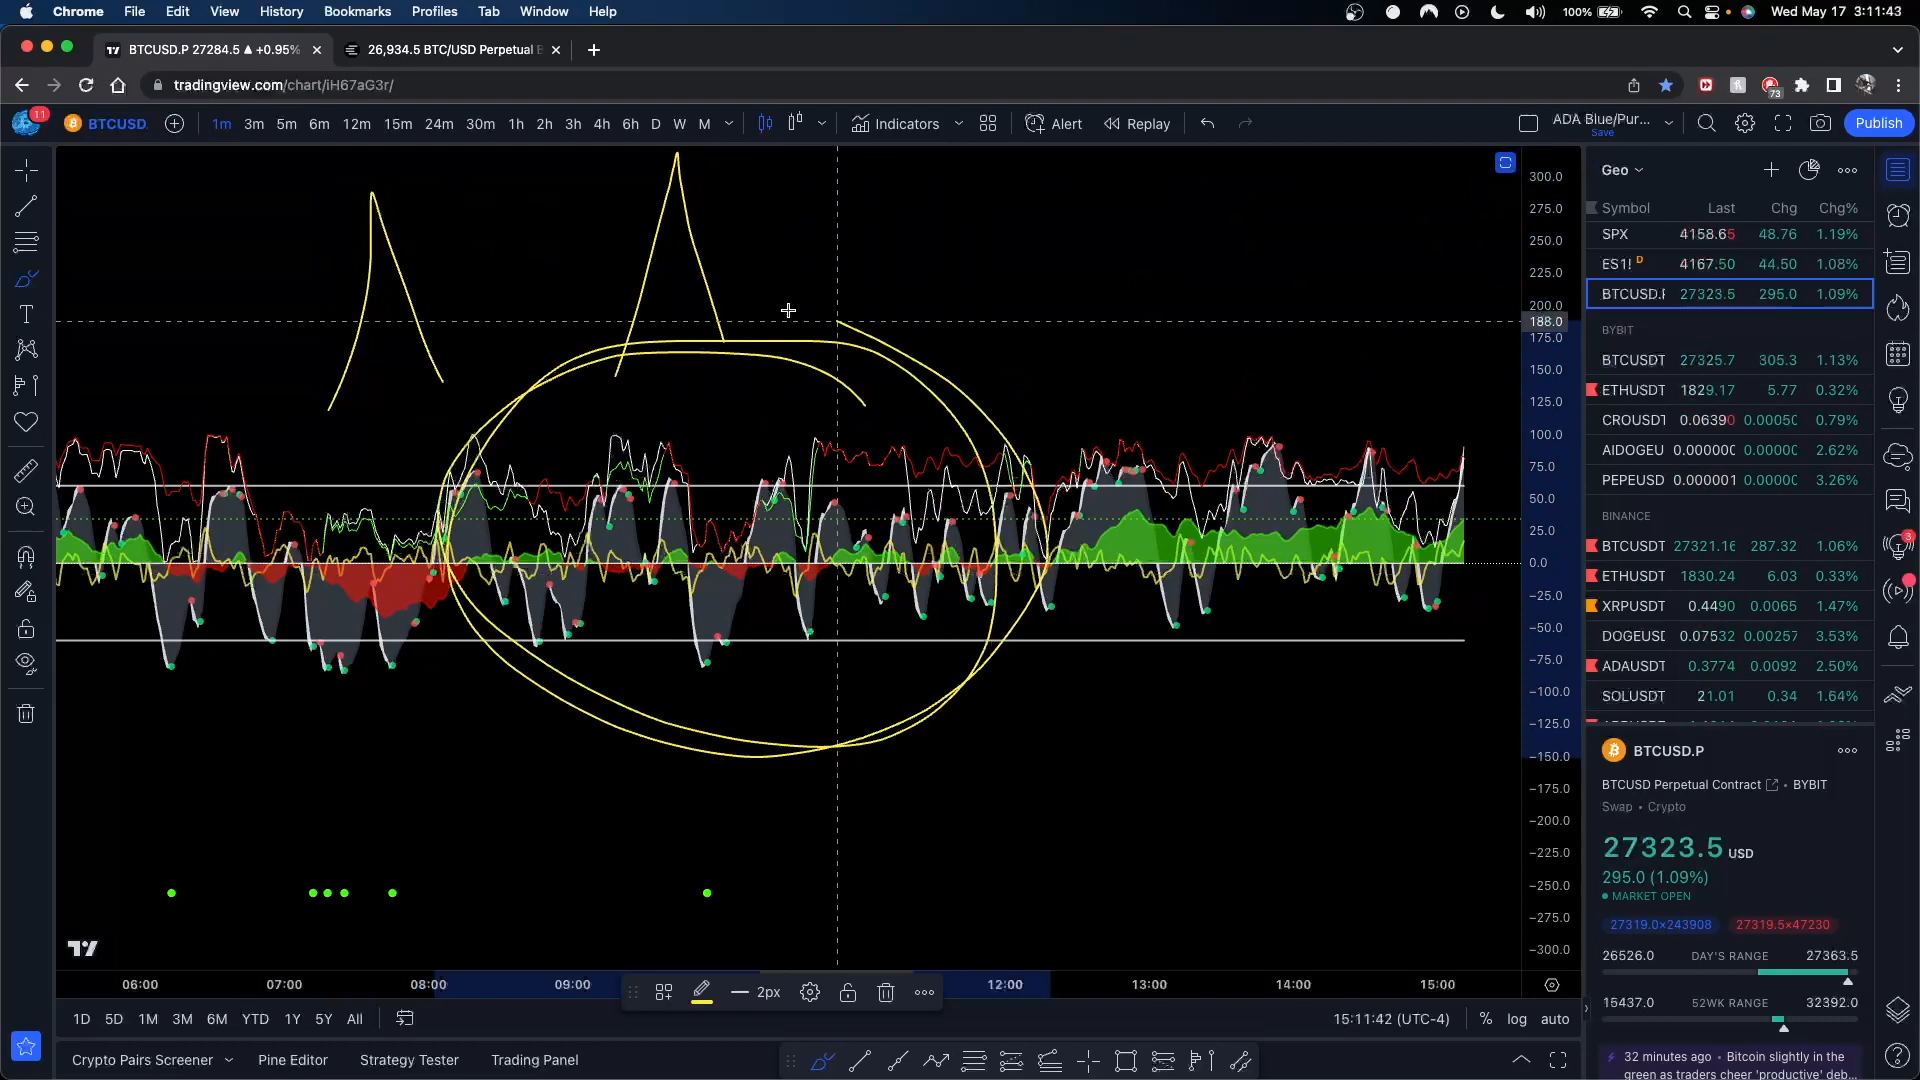 Chrome File Edit View History Bookmarks Profiles Tab Window Help 100% Wed May 17 3:11:43
BTCUSD.P 27284.5 ▲ +0.95% 26,934.5 BTC/USD Perpetual
tradingview.com/chart/iH67aG3r/ 73
11 BTCUSD 1m 3m 5m 6m 12m 15m 24m 30m 1h 2h 3h 4h 6h D W M Indicators Alert Replay ADA Blue/Pur... Save Publish
Geo
Symbol Last Chg Chg%
SPX 4158.65 48.76 1.19%
ES1! D 4167.50 44.50 1.08%
BTCUSD.P 27323.5 295.0 1.09%
BYBIT
BTCUSDT 27325.7 305.3 1.13%
ETHUSDT 1829.17 5.77 0.32%
CROUSDT 0.06390 0.00050 0.79%
AIDOGEU 0.000000 0.00000 2.62%
PEPEUSD 0.000001 0.00000 3.26%
BINANCE
BTCUSDT 27321.16 287.32 1.06%
ETHUSDT 1830.24 6.03 0.33%
XRPUSDT 0.4490 0.0065 1.47%
DOGEUSD 0.07532 0.00257 3.53%
ADAUSDT 0.3774 0.0092 2.50%
SOLUSDT 21.01 0.34 1.64%
300.0
275.0
250.0
225.0
200.0
188.0
175.0
150.0
125.0
100.0
75.0
50.0
25.0
0.0
−25.0
−50.0
−75.0
−100.0
−125.0
−150.0
−175.0
−200.0
−225.0
−250.0
−275.0
−300.0
3
BTCUSD.P
BTCUSD Perpetual Contract • BYBIT
Swap • Crypto
27323.5 USD
295.0 (1.09%)
MARKET OPEN
27319.0×243908 27319.5×47230
26526.0 DAY'S RANGE 27363.5
15437.0 52WK RANGE 32392.0
32 minutes ago • Bitcoin slightly in the
green as traders cheer 'productive' deb...
06:00 07:00 08:00 09:00 12:00 13:00 14:00 15:00
2px
1D 5D 1M 3M 6M YTD 1Y 5Y All 15:11:42 (UTC-4) % log auto
Crypto Pairs Screener Pine Editor Strategy Tester Trading Panel